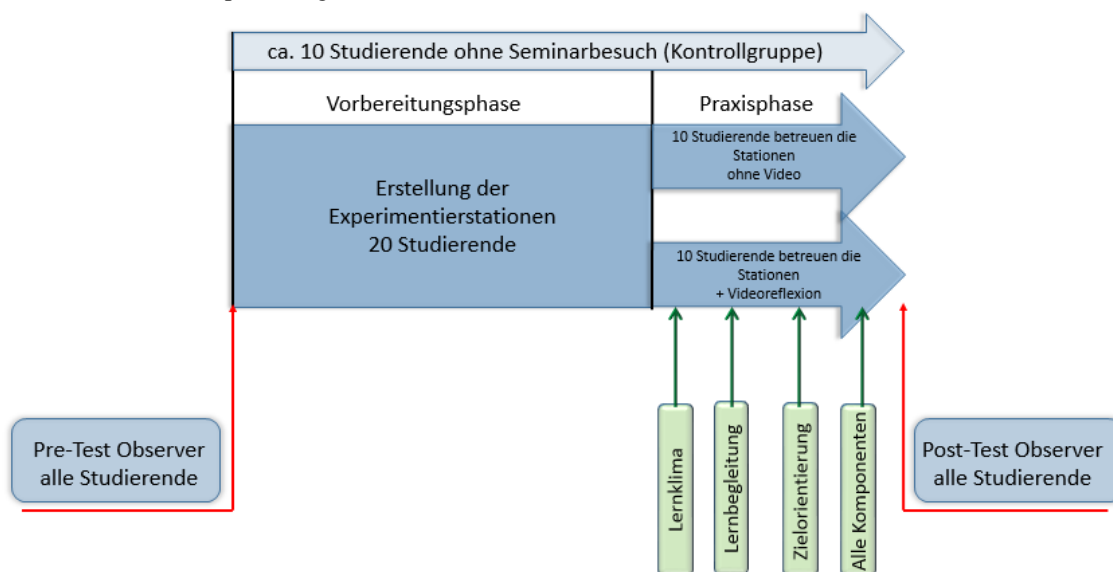 ca. 10 Studierende ohne Seminarbesuch (Kontrollgruppe)
Vorbereitungsphase
Praxisphase
Erstellung der
Experimentierstationen
20 Studierende
10 Studierende betreuen die
Stationen
ohne Video
10 Studierende betreuen die
Stationen
+ Videoreflexion
Pre-Test Observer
alle Studierende
Lernklima
Lernbegleitung
Zielorientierung
Alle Komponenten
Post-Test Observer
alle Studierende